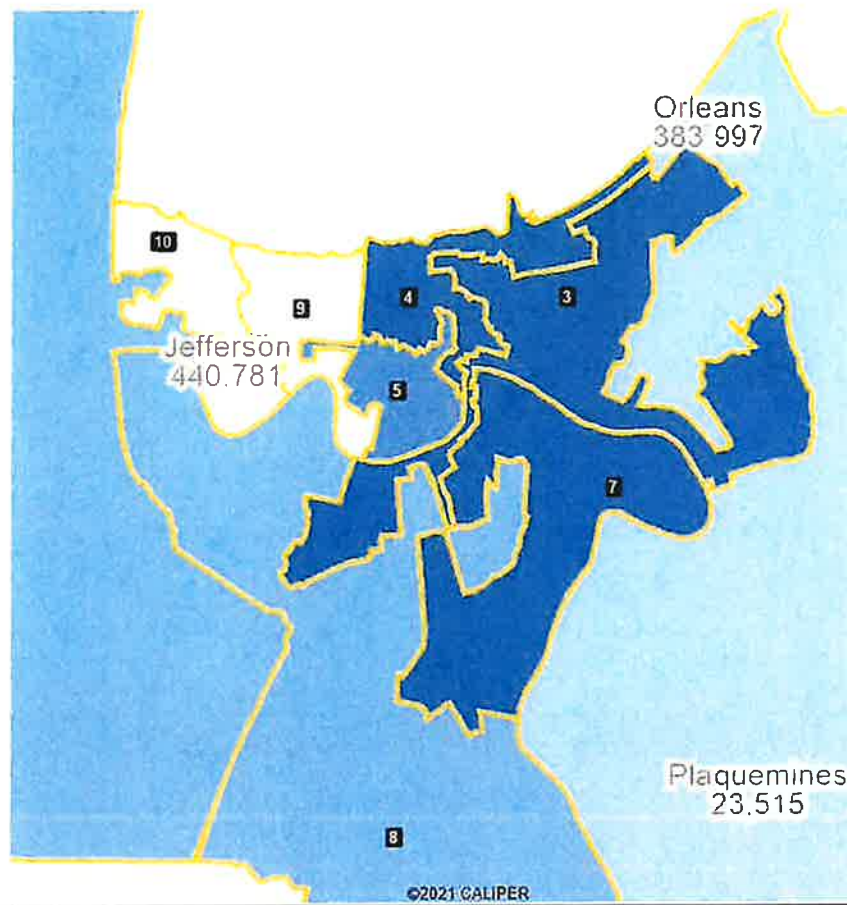 Orleans
383 997
10
9
4
3
Jefferson
440.781
5
7
Plaquemines
23.515
8
©2021 CALIPER